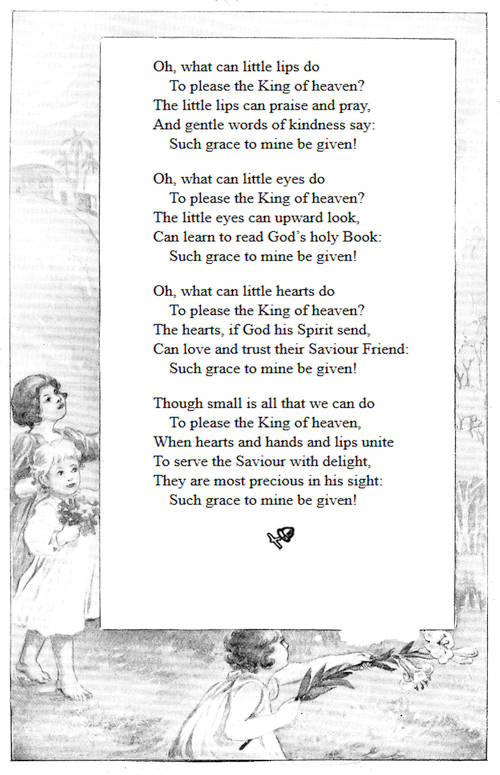 Oh, what can little lips do
To please the King of heaven?
The little lips can praise and pray,
And gentle words of kindness say:
Such grace to mine be given!
Oh, what can little eyes do
To please the King of heaven?
The little eyes can upward look,
Can learn to read God's holy Book:
Such grace to mine be given!
Oh, what can little hearts do
To please the King of heaven?
The hearts, if God his Spirit send,
Can love and trust their Saviour Friend:
Such grace to mine be given!
Though small is all that we can do
To please the King of heaven,
When hearts and hands and lips unite
To serve the Saviour with delight,
They are most precious in his sight:
Such grace to mine be given!